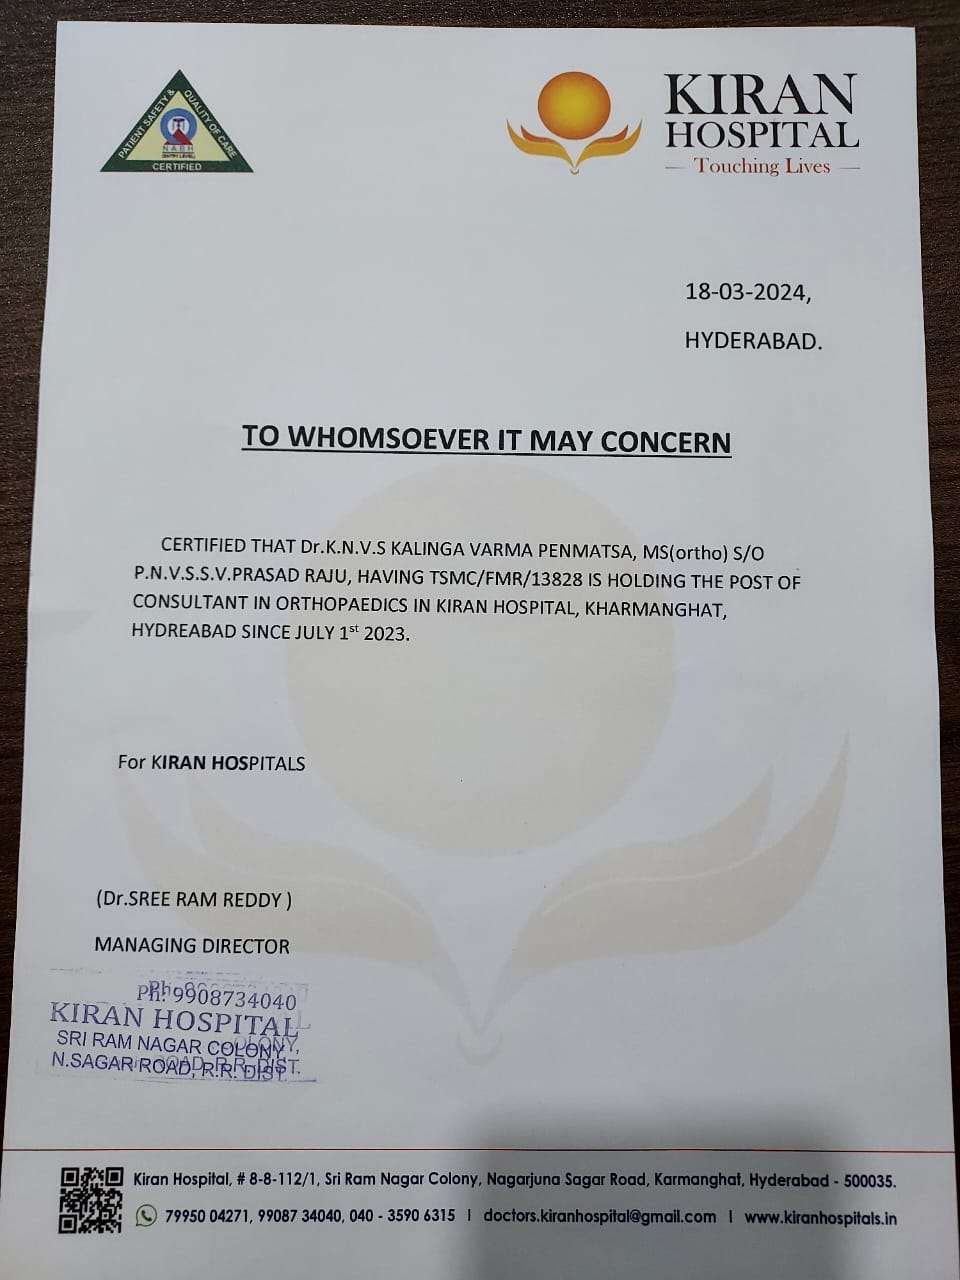 PATIENT SAFETY & QUALITY OF CARE
NABH
(ENTRY LEVEL)
CERTIFIED
KIRAN
HOSPITAL
Touching Lives
18-03-2024,
HYDERABAD.
TO WHOMSOEVER IT MAY CONCERN
CERTIFIED THAT Dr.K.N.V.S KALINGA VARMA PENMATSA, MS(ortho) S/O
P.N.V.S.S.V.PRASAD RAJU, HAVING TSMC/FMR/13828 IS HOLDING THE POST OF
CONSULTANT IN ORTHOPAEDICS IN KIRAN HOSPITAL, KHARMANGHAT,
HYDREABAD SINCE JULY 1st 2023.
For KIRAN HOSPITALS
(Dr.SREE RAM REDDY )
MANAGING DIRECTOR
Ph: 9908734040
KIRAN HOSPITAL
SRI RAM NAGAR COLONY,
N.SAGAR ROAD, R.R. DIST.
Kiran Hospital, # 8-8-112/1, Sri Ram Nagar Colony, Nagarjuna Sagar Road, Karmanghat, Hyderabad - 500035.
79950 04271, 99087 34040, 040 - 3590 6315 | doctors.kiranhospital@gmail.com | www.kiranhospitals.in